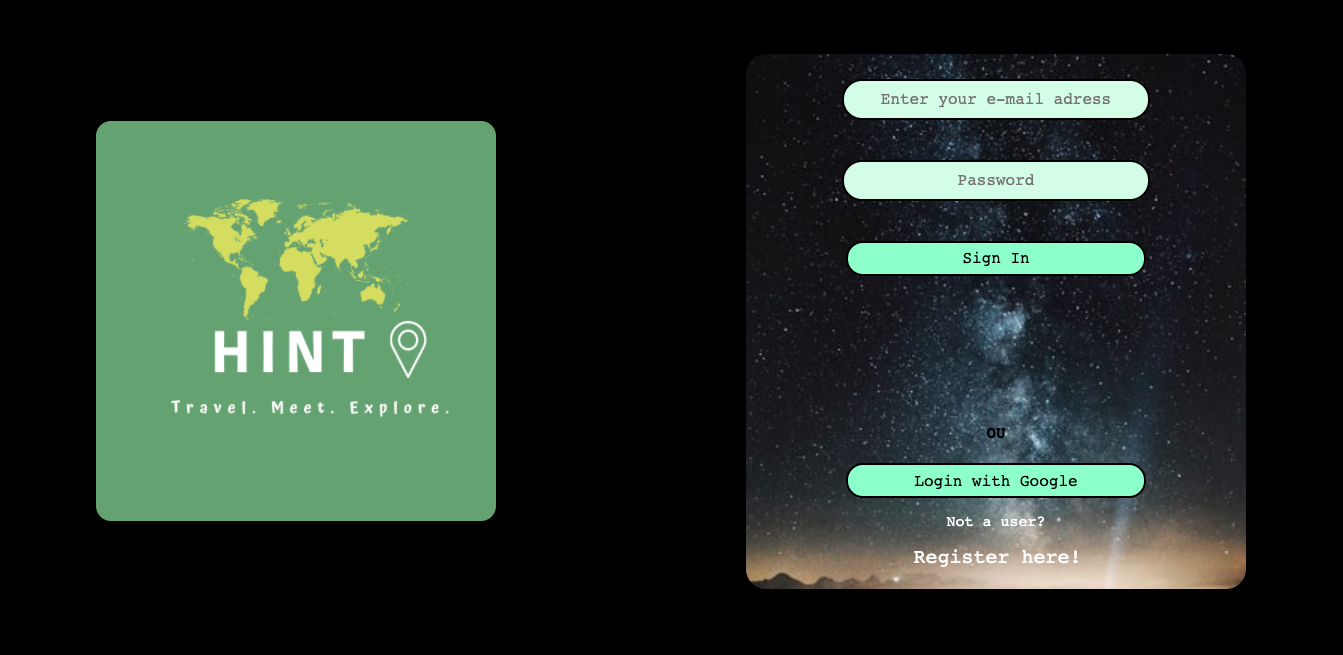 HINT
Travel. Meet. Explore.
Enter your e-mail adress
Password
Sign In
OU
Login with Google
Not a user?
Register here!